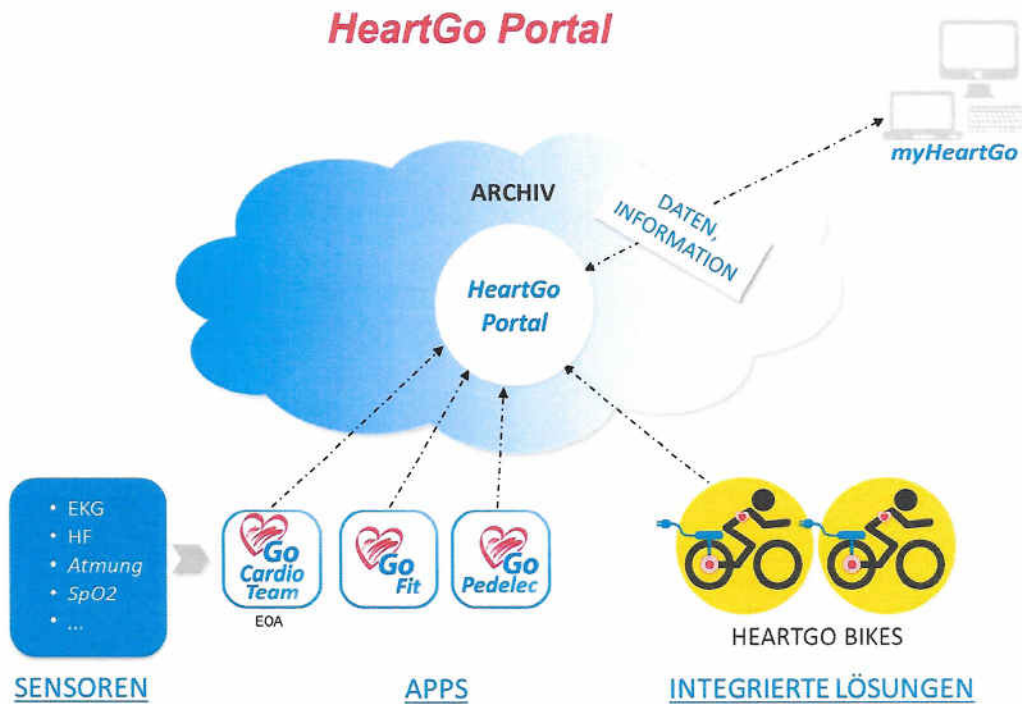 HeartGo Portal
myHeartGo
ARCHIV
DATEN,
INFORMATION
HeartGo
Portal
• EKG
• HF
• Atmung
• SpO2
• ...
Go
Cardio
Team
EOA
Go
Fit
Go
Pedelec
HEARTGO BIKES
SENSOREN
APPS
INTEGRIERTE LÖSUNGEN